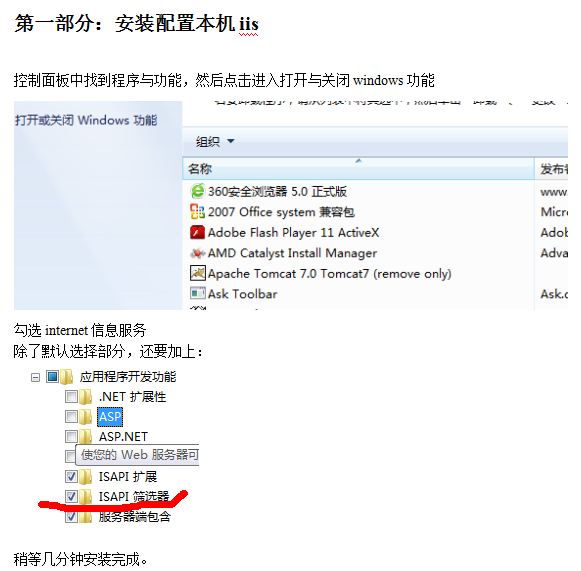 第一部分：安装配置本机 iis
控制面板中找到程序与功能，然后点击进入打开与关闭 windows 功能
打开或关闭 Windows 功能
组织
名称
发布者
360安全浏览器 5.0 正式版
www.
2007 Office system 兼容包
Micro
Adobe Flash Player 11 ActiveX
Adob
AMD Catalyst Install Manager
Adva
Apache Tomcat 7.0 Tomcat7 (remove only)
Ask Toolbar
Ask.c
勾选 internet 信息服务
除了默认选择部分，还要加上：
应用程序开发功能
.NET 扩展性
ASP
ASP.NET
使您的 Web 服务器可
ISAPI 扩展
ISAPI 筛选器
服务器端包含
稍等几分钟安装完成。